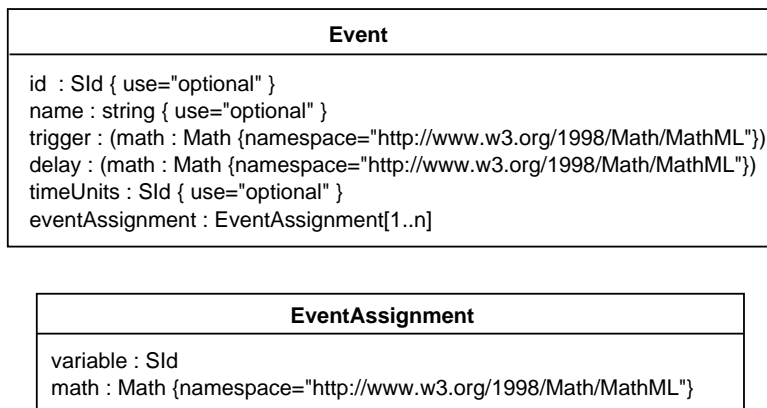 Event
id : SId { use="optional" }
name : string { use="optional" }
trigger : (math : Math {namespace="http://www.w3.org/1998/Math/MathML"})
delay : (math : Math {namespace="http://www.w3.org/1998/Math/MathML"})
timeUnits : SId { use="optional" }
eventAssignment : EventAssignment[1..n]
EventAssignment
variable : SId
math : Math {namespace="http://www.w3.org/1998/Math/MathML"}